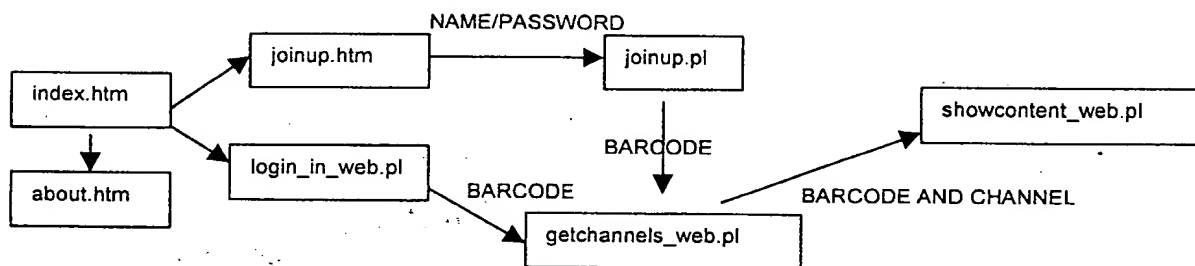 NAME/PASSWORD
joinup.htm
joinup.pl
index.htm
showcontent_web.pl
BARCODE
login_in_web.pl
about.htm
BARCODE
BARCODE AND CHANNEL
getchannels_web.pl